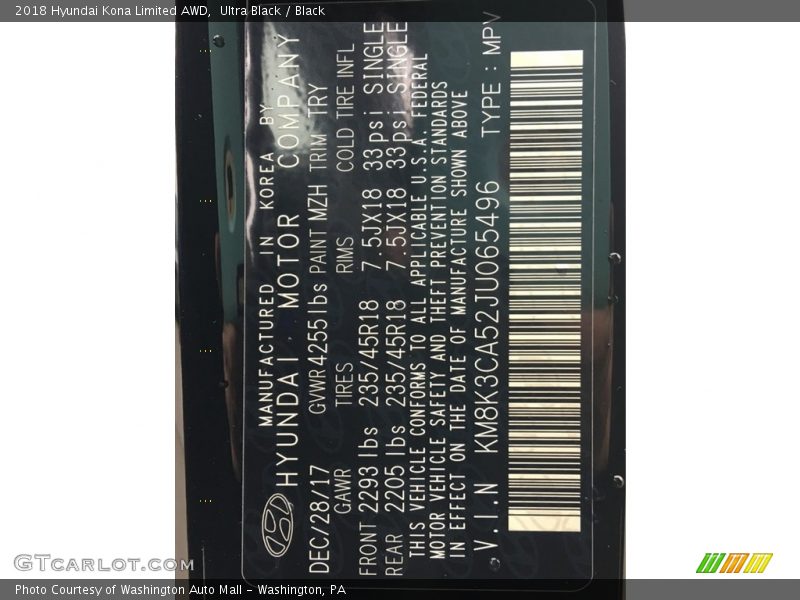 2018 Hyundai Kona Limited AWD,  Ultra Black / Black
MANUFACTURED IN KOREA BY
HYUNDAI MOTOR COMPANY
DEC/28/17 GVWR 4255 lbs PAINT MZH TRIM TRY
GAWR TIRES RIMS COLD TIRE INFL
FRONT 2293 lbs 235/45R18 7.5JX18 33psi SINGLE
REAR 2205 lbs 235/45R18 7.5JX18 33psi SINGLE
THIS VEHICLE CONFORMS TO ALL APPLICABLE U.S.A. FEDERAL
MOTOR VEHICLE SAFETY AND THEFT PREVENTION STANDARDS
IN EFFECT ON THE DATE OF MANUFACTURE SHOWN ABOVE
V.I.N KM8K3CA52JU065496 TYPE : MPV
GTcarlot.com
Photo Courtesy of Washington Auto Mall – Washington, PA